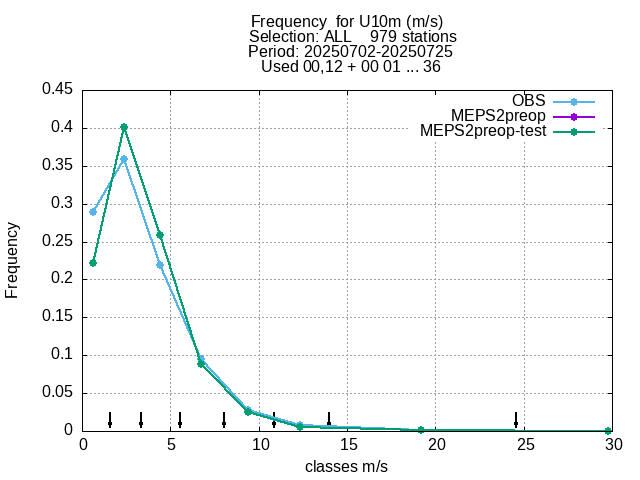 Frequency  for U10m (m/s)
Selection: ALL    979 stations
Period: 20250702-20250725
Used 00,12 + 00 01 ... 36
OBS
MEPS2preop
MEPS2preop-test
Frequency
0.45
0.4
0.35
0.3
0.25
0.2
0.15
0.1
0.05
0
0 5 10 15 20 25 30
classes m/s